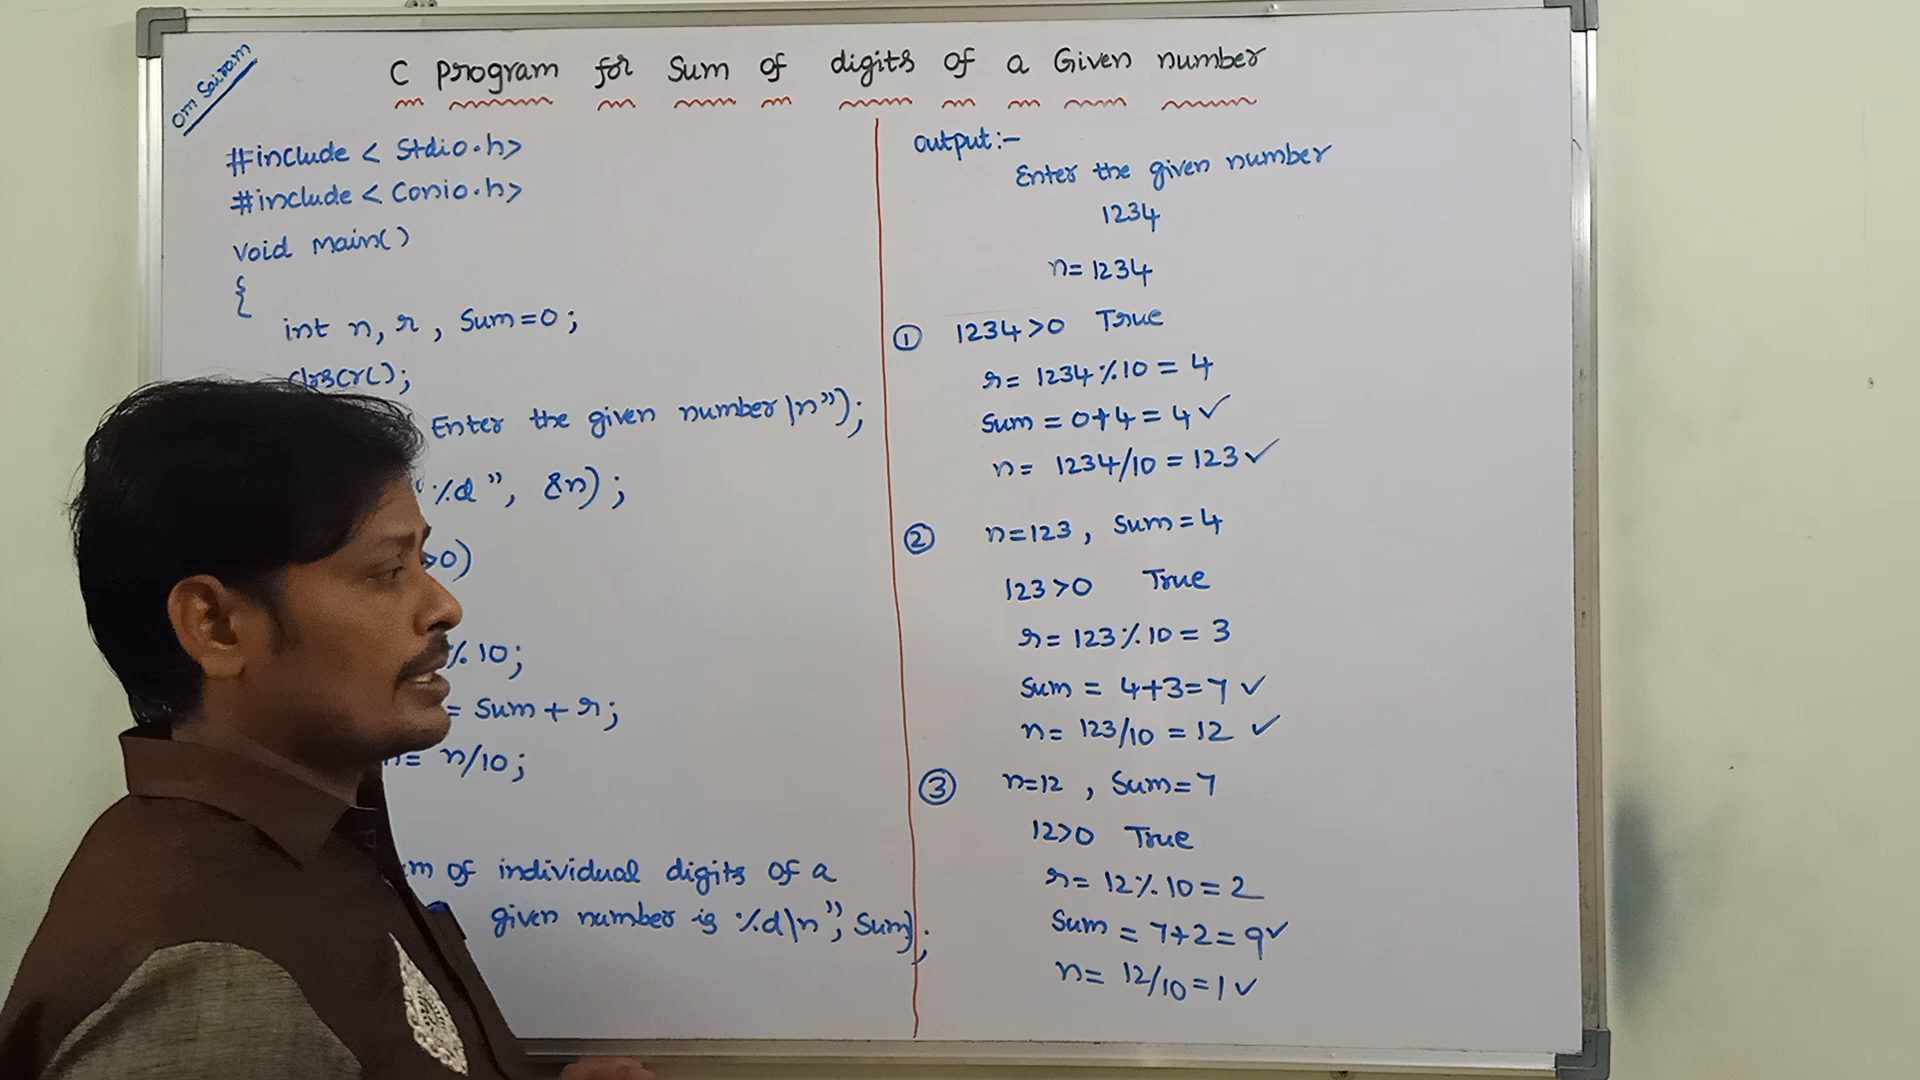 Om Sairam
C program for Sum of digits of a Given number
#include < Stdio.h>
#include < Conio.h>
void main()
{
int n, r, Sum=0;
clrscr();
Enter the given number\n");
"%d", &n);
>0)
% 10;
= Sum + r;
n= n/10;
m of individual digits of a
given number is %d\n", Sum);
output:-
Enter the given number
1234
n= 1234
① 1234>0 True
r= 1234%10 = 4
Sum = 0+4 = 4 ✓
n= 1234/10 = 123 ✓
② n=123, Sum=4
123>0 True
r= 123%10 = 3
Sum = 4+3=7 ✓
n= 123/10 = 12 ✓
③ n=12, Sum=7
12>0 True
r= 12%10=2
Sum = 7+2=9 ✓
n= 12/10=1 ✓